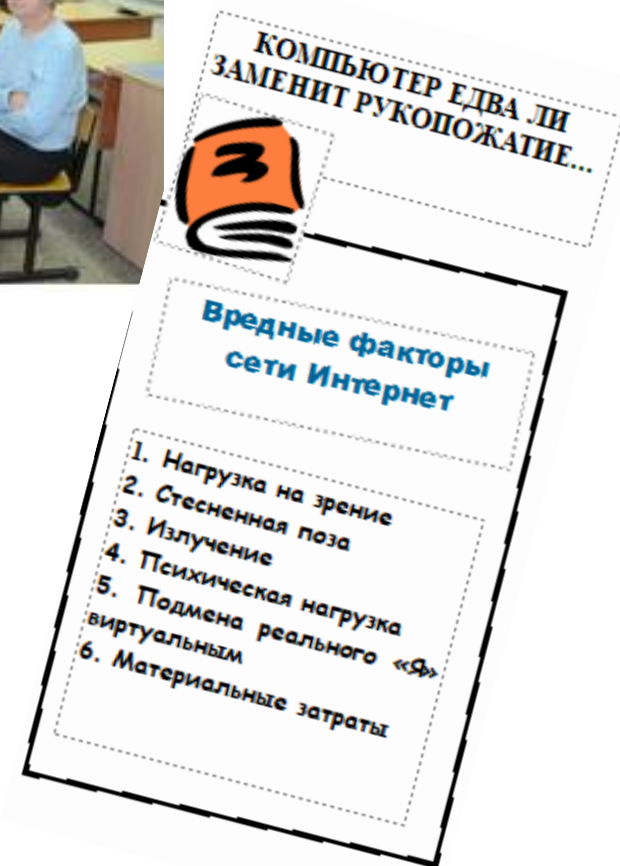 КОМПЬЮТЕР ЕДВА ЛИ
ЗАМЕНИТ РУКОПОЖАТИЕ...
З
Вредные факторы
сети Интернет
1. Нагрузка на зрение
2. Стесненная поза
3. Излучение
4. Психическая нагрузка
5. Подмена реального «Я»
виртуальным
6. Материальные затраты